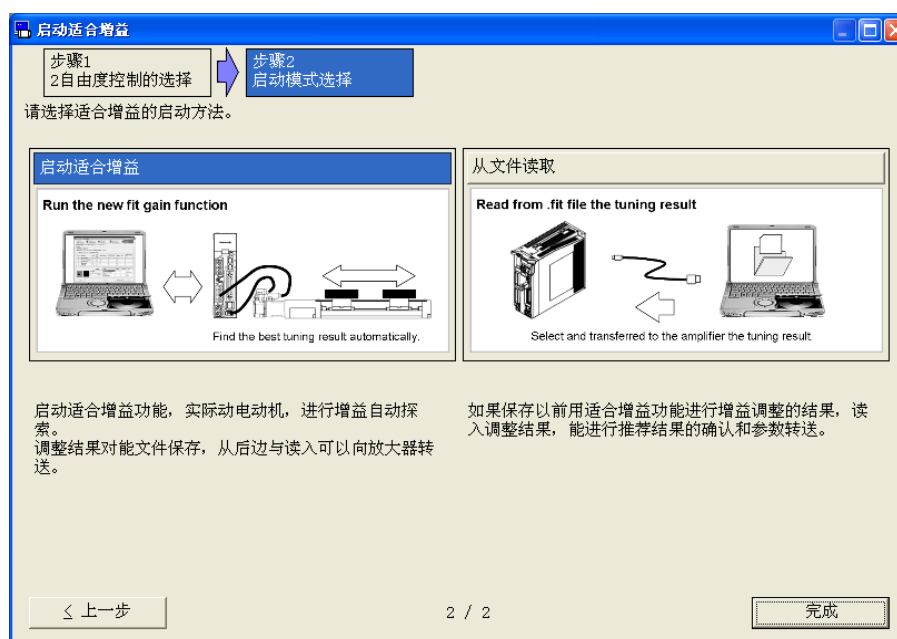 启动适合增益
步骤1
2自由度控制的选择
步骤2
启动模式选择
请选择适合增益的启动方法。
启动适合增益
Run the new fit gain function
Find the best tuning result automatically.
启动适合增益功能，实际动电动机，进行增益自动探
索。
调整结果对能文件保存，从后边与读入可以向放大器转
送。
从文件读取
Read from .fit file the tuning result
Select and transferred to the amplifier the tuning result
如果保存以前用适合增益功能进行增益调整的结果，读
入调整结果，能进行推荐结果的确认和参数转送。
< 上一步
2 / 2
完成